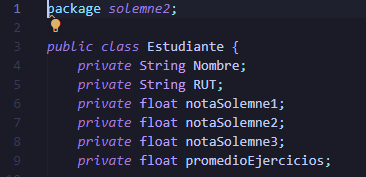 1 package solemne2;
2
3 public class Estudiante {
4 private String Nombre;
5 private String RUT;
6 private float notaSolemne1;
7 private float notaSolemne2;
8 private float notaSolemne3;
9 private float promedioEjercicios;